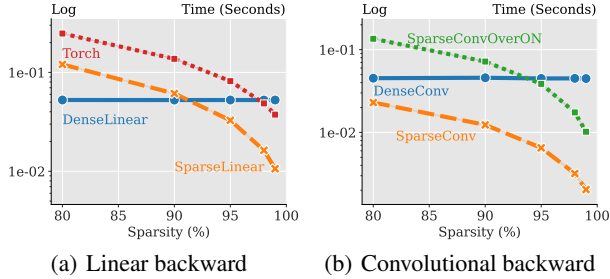 Log Time (Seconds)
Torch
1e-01
DenseLinear
SparseLinear
1e-02
80 85 90 95 100
Sparsity (%)
(a) Linear backward
Log Time (Seconds)
SparseConvOverON
1e-01
DenseConv
SparseConv
1e-02
80 85 90 95 100
Sparsity (%)
(b) Convolutional backward